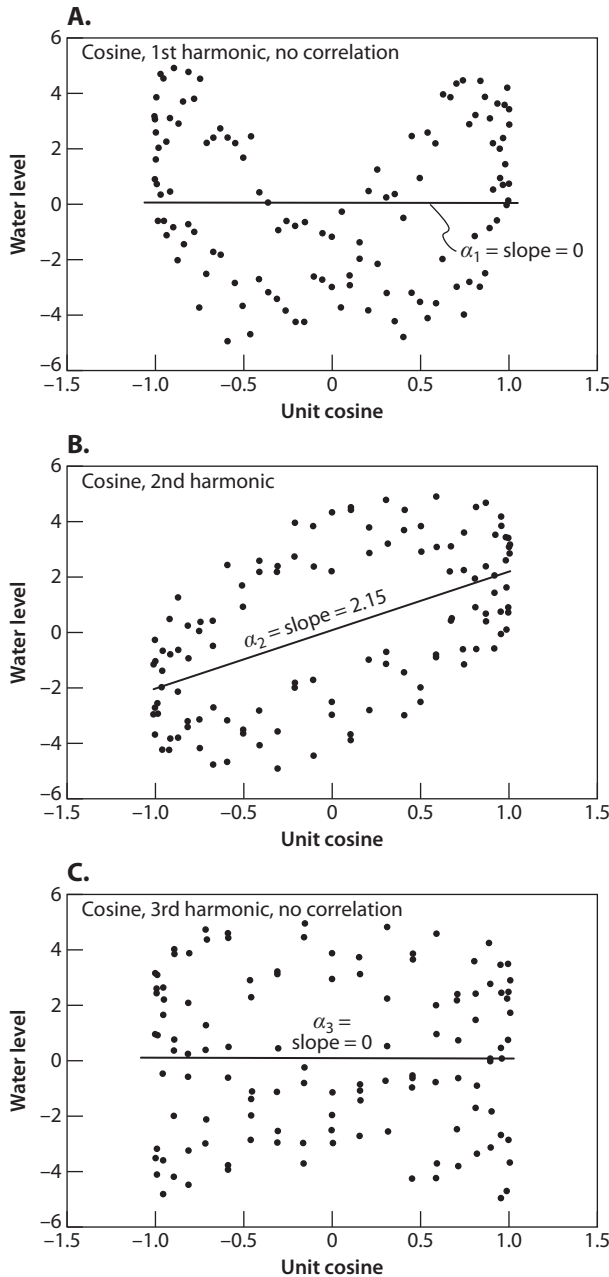 A.
Cosine, 1st harmonic, no correlation
6
4
2
0
−2
−4
−6
Water level
α1 = slope = 0
−1.5 −1.0 −0.5 0 0.5 1.0 1.5
Unit cosine
B.
Cosine, 2nd harmonic
6
4
2
0
−2
−4
−6
Water level
α2 = slope = 2.15
−1.5 −1.0 −0.5 0 0.5 1.0 1.5
Unit cosine
C.
Cosine, 3rd harmonic, no correlation
6
4
2
0
−2
−4
−6
Water level
α3 =
slope = 0
−1.5 −1.0 −0.5 0 0.5 1.0 1.5
Unit cosine